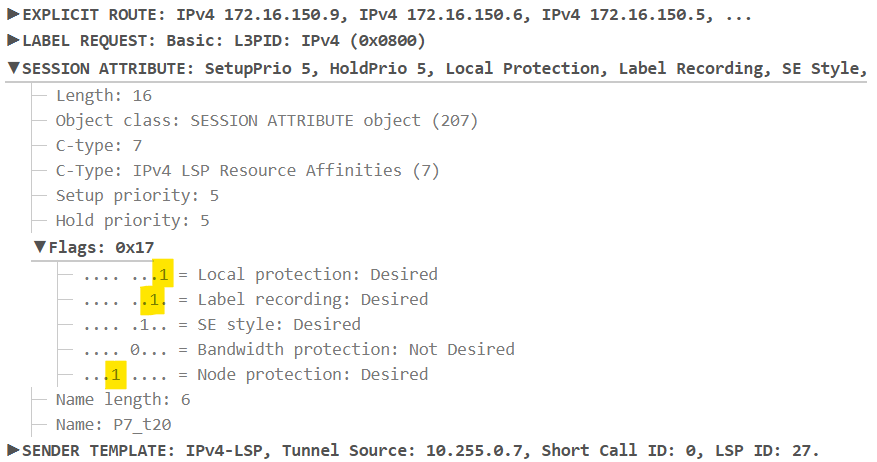 ▶EXPLICIT ROUTE: IPv4 172.16.150.9, IPv4 172.16.150.6, IPv4 172.16.150.5, ...
▶LABEL REQUEST: Basic: L3PID: IPv4 (0x0800)
▼SESSION ATTRIBUTE: SetupPrio 5, HoldPrio 5, Local Protection, Label Recording, SE Style,
Length: 16
Object class: SESSION ATTRIBUTE object (207)
C-type: 7
C-Type: IPv4 LSP Resource Affinities (7)
Setup priority: 5
Hold priority: 5
▼Flags: 0x17
.... ...1 = Local protection: Desired
.... ..1. = Label recording: Desired
.... .1.. = SE style: Desired
.... 0... = Bandwidth protection: Not Desired
...1 .... = Node protection: Desired
Name length: 6
Name: P7_t20
▶SENDER TEMPLATE: IPv4-LSP, Tunnel Source: 10.255.0.7, Short Call ID: 0, LSP ID: 27.